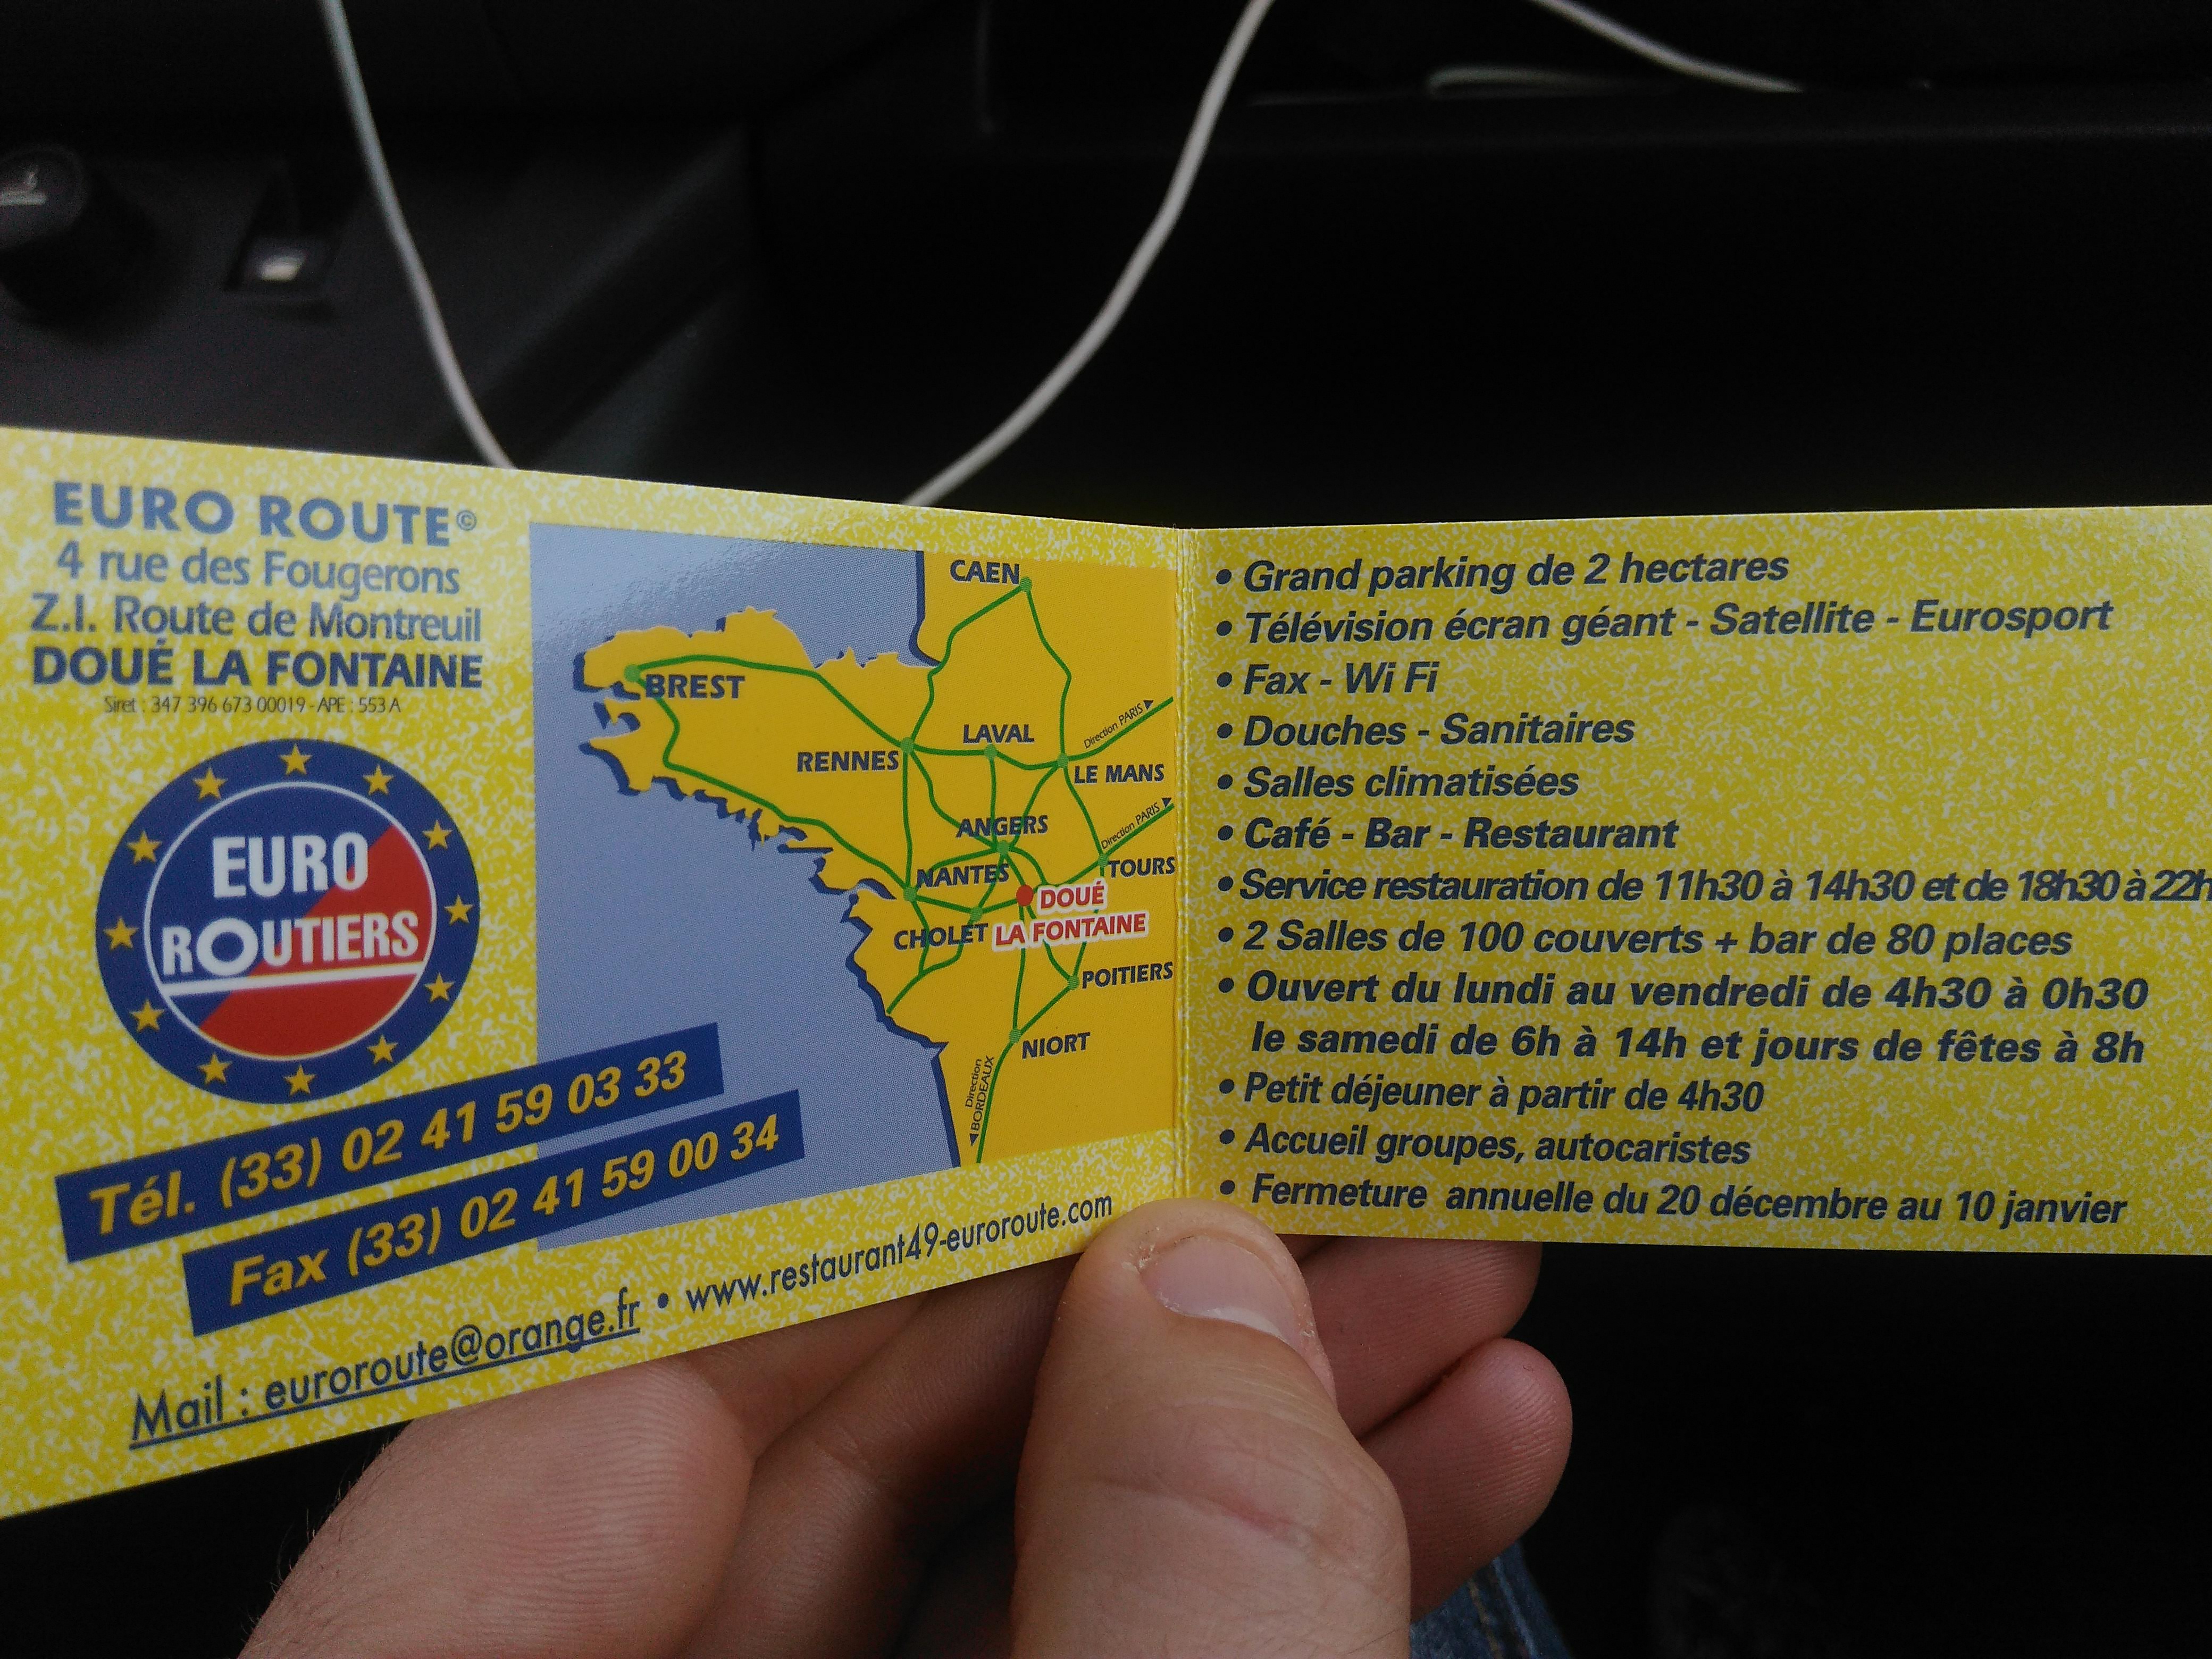 EURO ROUTE©
4 rue des Fougerons
Z.I. Route de Montreuil
DOUÉ LA FONTAINE
Siret : 347 396 673 00019 - APE : 553 A
EURO
ROUTIERS
Tél. (33) 02 41 59 03 33
Fax (33) 02 41 59 00 34
Mail : euroroute@orange.fr • www.restaurant49-euroroute.com
CAEN
BREST
RENNES
LAVAL
Direction PARIS
LE MANS
ANGERS
Direction PARIS
NANTES
TOURS
DOUÉ
LA FONTAINE
CHOLET
POITIERS
NIORT
Direction
BORDEAUX
• Grand parking de 2 hectares
• Télévision écran géant - Satellite - Eurosport
• Fax - Wi Fi
• Douches - Sanitaires
• Salles climatisées
• Café - Bar - Restaurant
• Service restauration de 11h30 à 14h30 et de 18h30 à 22h
• 2 Salles de 100 couverts + bar de 80 places
• Ouvert du lundi au vendredi de 4h30 à 0h30
le samedi de 6h à 14h et jours de fêtes à 8h
• Petit déjeuner à partir de 4h30
• Accueil groupes, autocaristes
• Fermeture annuelle du 20 décembre au 10 janvier